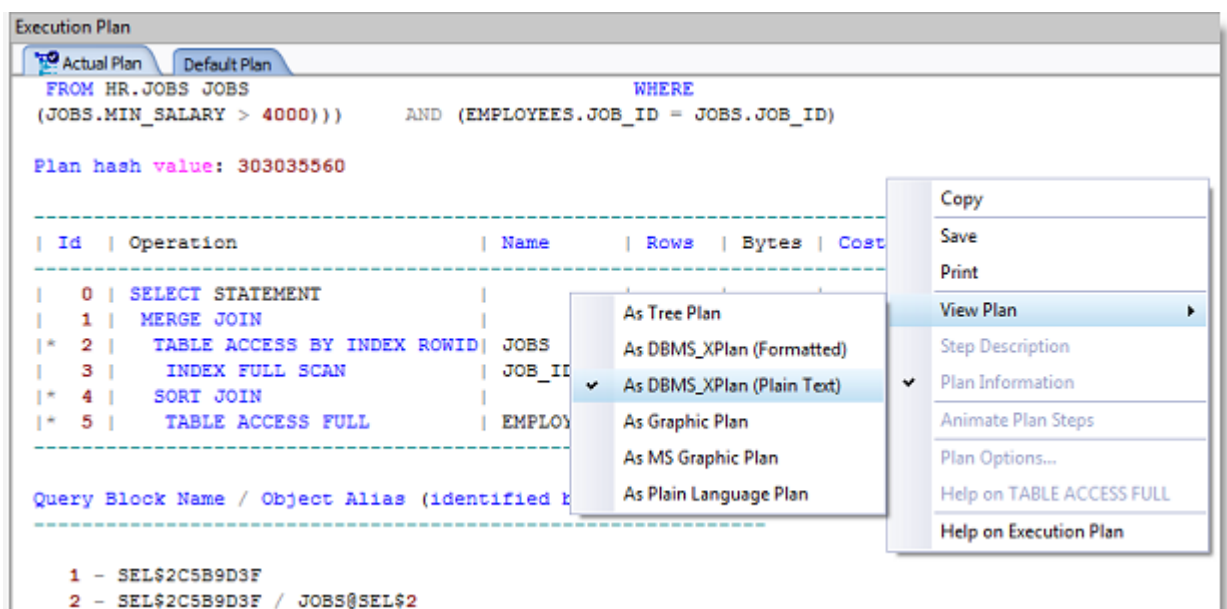 Execution Plan
Actual Plan Default Plan
FROM HR.JOBS JOBS WHERE
(JOBS.MIN_SALARY > 4000))) AND (EMPLOYEES.JOB_ID = JOBS.JOB_ID)
Plan hash value: 303035560
--------------------------------------------------------------------------------
| Id | Operation | Name | Rows | Bytes | Cost
--------------------------------------------------------------------------------
| 0 | SELECT STATEMENT | | | |
| 1 | MERGE JOIN |
|* 2 | TABLE ACCESS BY INDEX ROWID| JOBS
| 3 | INDEX FULL SCAN | JOB_ID
|* 4 | SORT JOIN |
|* 5 | TABLE ACCESS FULL | EMPLOY
--------------------------------------------------
Query Block Name / Object Alias (identified b
--------------------------------------------------------------------
1 - SEL$2C5B9D3F
2 - SEL$2C5B9D3F / JOBS@SEL$2
Copy
Save
Print
View Plan
Step Description
Plan Information
Animate Plan Steps
Plan Options...
Help on TABLE ACCESS FULL
Help on Execution Plan
As Tree Plan
As DBMS_XPlan (Formatted)
As DBMS_XPlan (Plain Text)
As Graphic Plan
As MS Graphic Plan
As Plain Language Plan